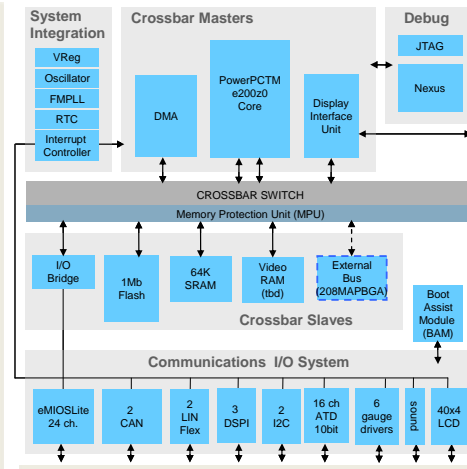 System
Integration
VReg
Oscillator
FMPLL
RTC
Interrupt
Controller
Crossbar Masters
DMA
PowerPCTM
e200z0
Core
Display
Interface
Unit
Debug
JTAG
Nexus
CROSSBAR SWITCH
Memory Protection Unit (MPU)
I/O
Bridge
1Mb
Flash
64K
SRAM
Video
RAM
(tbd)
External
Bus
(208MAPBGA)
Crossbar Slaves
Boot
Assist
Module
(BAM)
Communications I/O System
eMIOSLite
24 ch.
2
CAN
2
LIN
Flex
3
DSPI
2
I2C
16 ch
ATD
10bit
6
gauge
drivers
sound
40x4
LCD